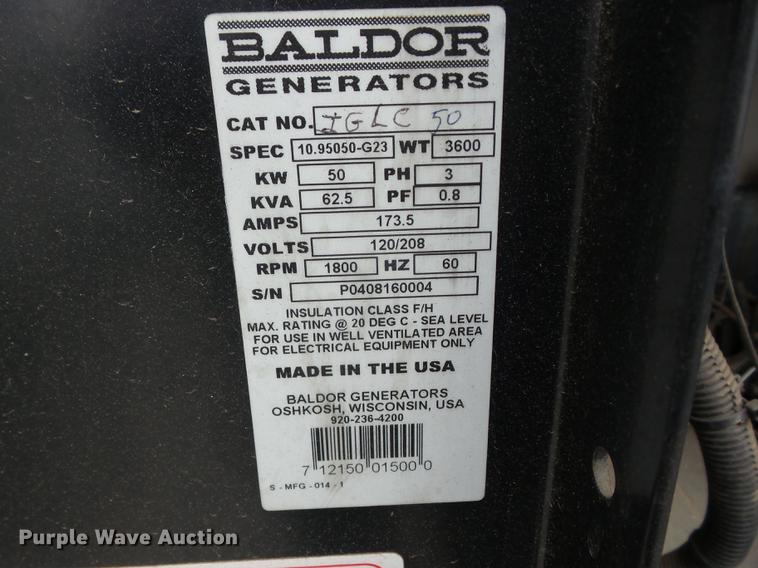 BALDOR
GENERATORS
CAT NO. IGLC 50
SPEC 10.95050-G23 WT 3600
KW 50 PH 3
KVA 62.5 PF 0.8
AMPS 173.5
VOLTS 120/208
RPM 1800 HZ 60
S/N P0408160004
INSULATION CLASS F/H
MAX. RATING @ 20 DEG C - SEA LEVEL
FOR USE IN WELL VENTILATED AREA
FOR ELECTRICAL EQUIPMENT ONLY
MADE IN THE USA
BALDOR GENERATORS
OSHKOSH, WISCONSIN, USA
920-236-4200
7 12150 01500 0
S - MFG - 014 - 1
Purple Wave Auction